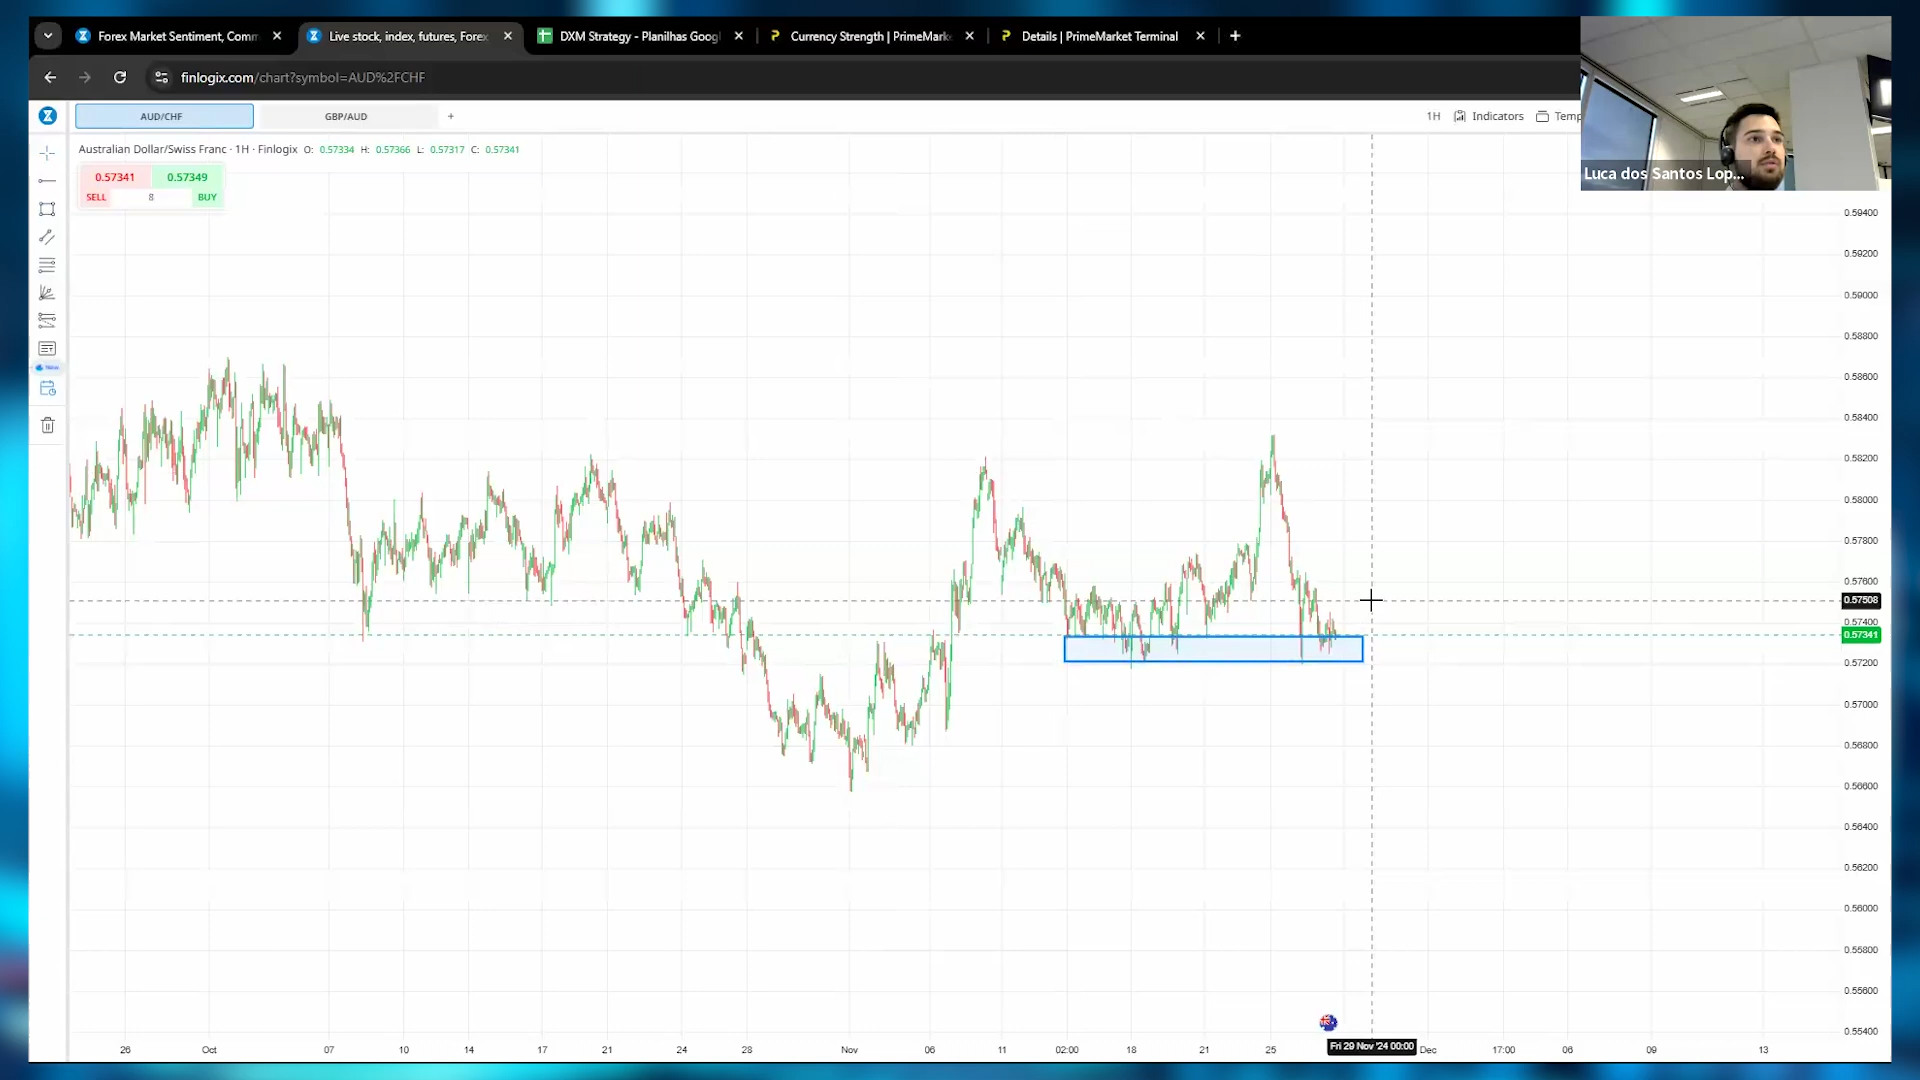 Forex Market Sentiment, Comm
Live stock, index, futures, Forex
DXM Strategy - Planilhas Goog
Currency Strength | PrimeMark
Details | PrimeMarket Terminal
finlogix.com/chart?symbol=AUD%2FCHF
AUD/CHF
GBP/AUD
1H
Indicators
Temp
Australian Dollar/Swiss Franc · 1H · Finlogix O: 0.57334 H: 0.57366 L: 0.57317 C: 0.57341
0.57341
0.57349
SELL
8
BUY
Luca dos Santos Lop...
New
0.59400
0.59200
0.59000
0.58800
0.58600
0.58400
0.58200
0.58000
0.57800
0.57600
0.57508
0.57400
0.57341
0.57200
0.57000
0.56800
0.56600
0.56400
0.56200
0.56000
0.55800
0.55600
0.55400
26
Oct
07
10
14
17
21
24
28
Nov
06
11
02:00
18
21
25
Fri 29 Nov '24 00:00
Dec
17:00
06
09
13